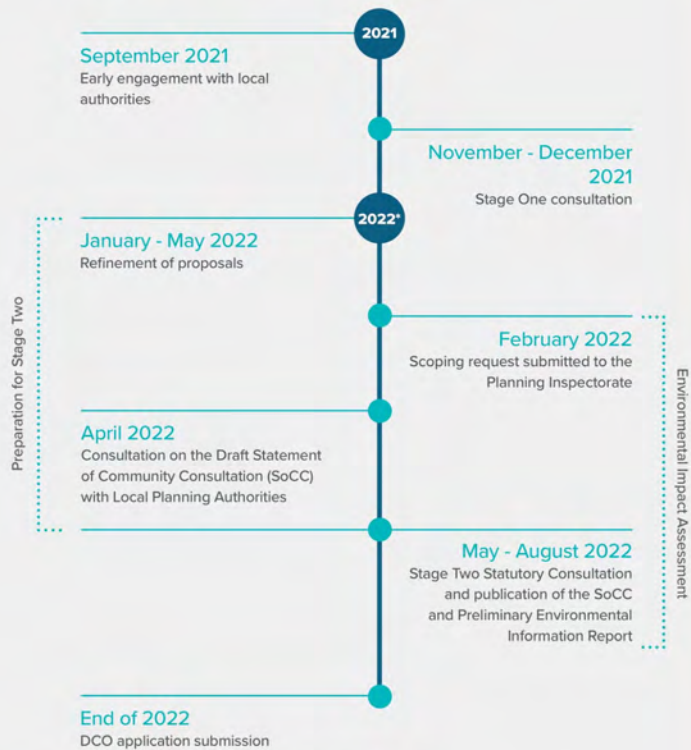 2021
September 2021
Early engagement with local
authorities
November - December
2021
Stage One consultation
2022*
January - May 2022
Refinement of proposals
Preparation for Stage Two
February 2022
Scoping request submitted to the
Planning Inspectorate
Environmental Impact Assessment
April 2022
Consultation on the Draft Statement
of Community Consultation (SoCC)
with Local Planning Authorities
May - August 2022
Stage Two Statutory Consultation
and publication of the SoCC
and Preliminary Environmental
Information Report
End of 2022
DCO application submission